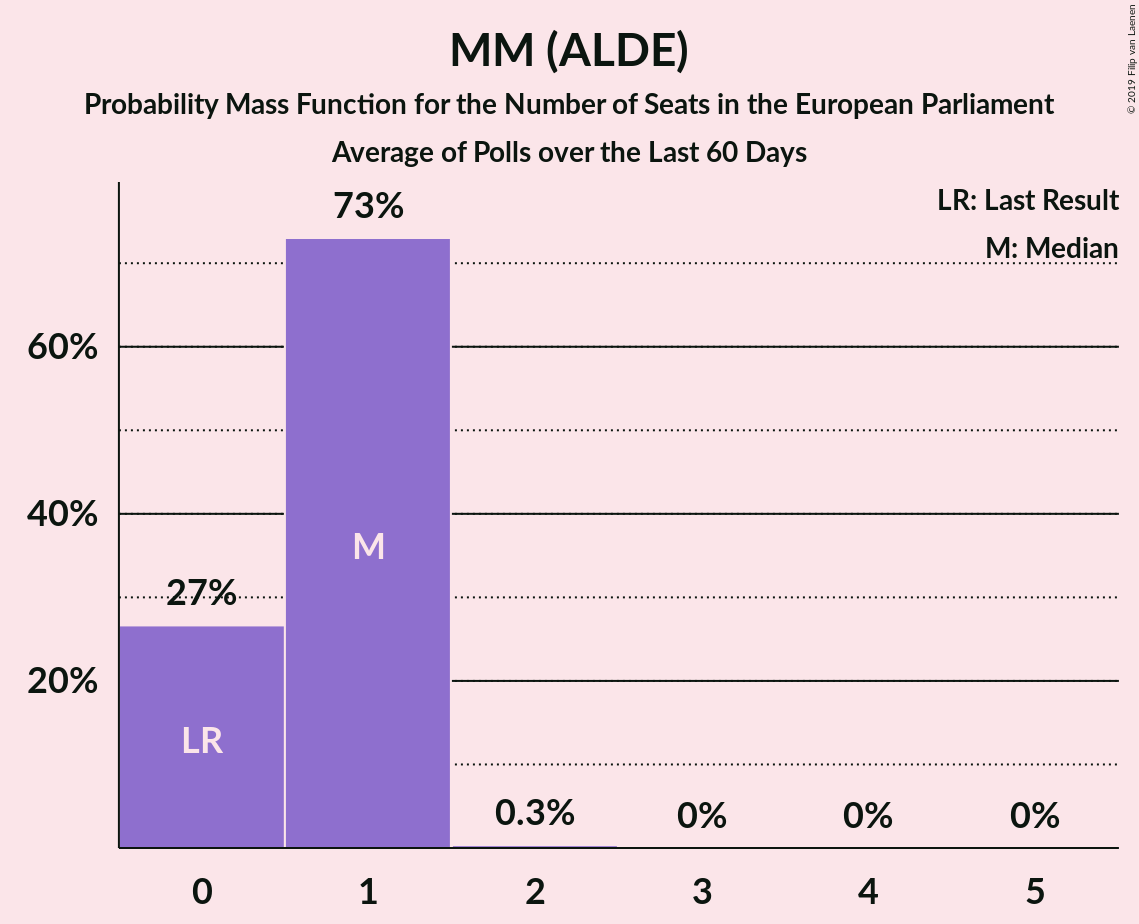 MM (ALDE)
Probability Mass Function for the Number of Seats in the European Parliament
Average of Polls over the Last 60 Days
© 2019 Filip van Laenen
LR: Last Result
M: Median
73%
60%
40%
27%
20%
M
LR
0.3%
0%
0%
0%
0
1
2
3
4
5